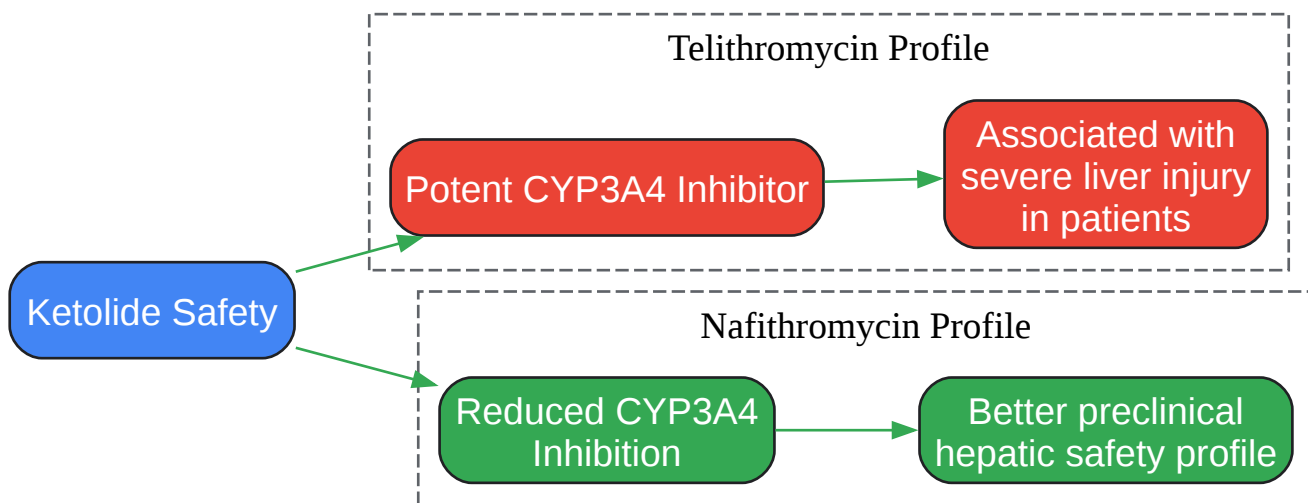 Telithromycin Profile
Potent CYP3A4 Inhibitor
Associated with
severe liver injury
in patients
Ketolide Safety
Nafithromycin Profile
Reduced CYP3A4
Inhibition
Better preclinical
hepatic safety profile